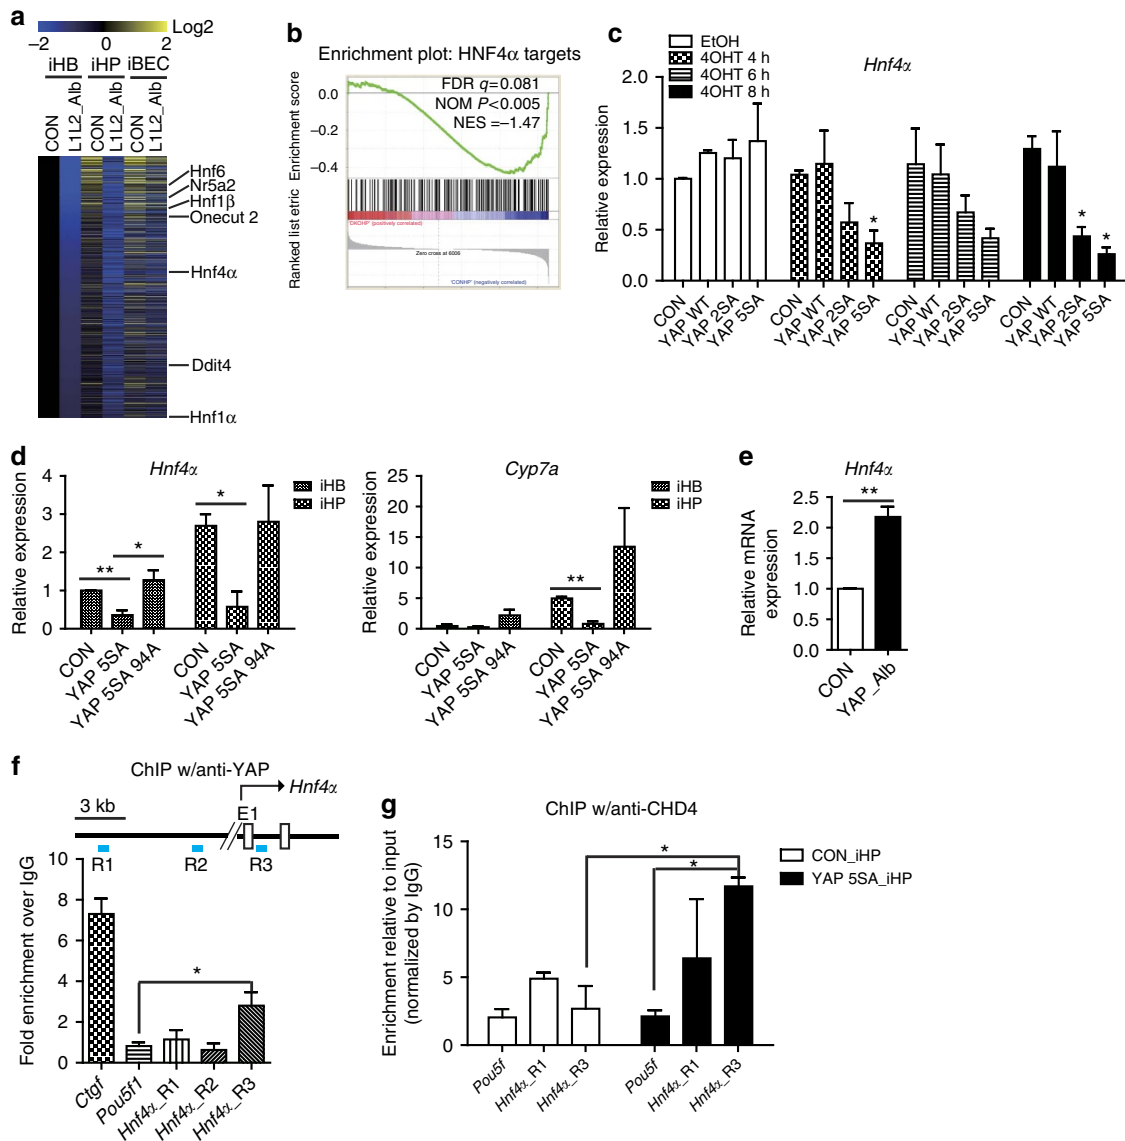 a
Log2
−2 0 2
iHB iHP iBEC
CON
L1L2_Alb
CON
L1L2_Alb
CON
L1L2_Alb
Hnf6
Nr5a2
Hnf1β
Onecut 2
Hnf4α
Ddit4
Hnf1α
b
Enrichment plot: HNF4α targets
FDR q=0.081
NOM P<0.005
NES =−1.47
Enrichment score
0.0
−0.2
−0.4
Ranked list etric
'DKOHP' (positively correlated)
Zero cross at 6006
'CONHP' (negatively correlated)
c
EtOH
4OHT 4 h
4OHT 6 h
4OHT 8 h
Hnf4α
Relative expression
2.0
1.5
1.0
0.5
0.0
* * *
CON
YAP WT
YAP 2SA
YAP 5SA
CON
YAP WT
YAP 2SA
YAP 5SA
CON
YAP WT
YAP 2SA
YAP 5SA
CON
YAP WT
YAP 2SA
YAP 5SA
d
Hnf4α
iHB
iHP
Relative expression
4
3
2
1
0
** * *
CON
YAP 5SA
YAP 5SA 94A
CON
YAP 5SA
YAP 5SA 94A
Cyp7a
iHB
iHP
Relative expression
25
20
15
10
5
0
**
CON
YAP 5SA
YAP 5SA 94A
CON
YAP 5SA
YAP 5SA 94A
e
Hnf4α
**
Relative mRNA
expression
2.5
2.0
1.5
1.0
0.5
0.0
CON
YAP_Alb
f
ChIP w/anti-YAP
Hnf4α
3 kb
E1
R1 R2 R3
Fold enrichment over IgG
10
8
6
4
2
0
*
Ctgf
Pou5f1
Hnf4α_R1
Hnf4α_R2
Hnf4α_R3
g
ChIP w/anti-CHD4
CON_iHP
YAP 5SA_iHP
Enrichment relative to input
(normalized by IgG)
15
10
5
0
*
*
Pou5f
Hnf4α_R1
Hnf4α_R3
Pou5f
Hnf4α_R1
Hnf4α_R3